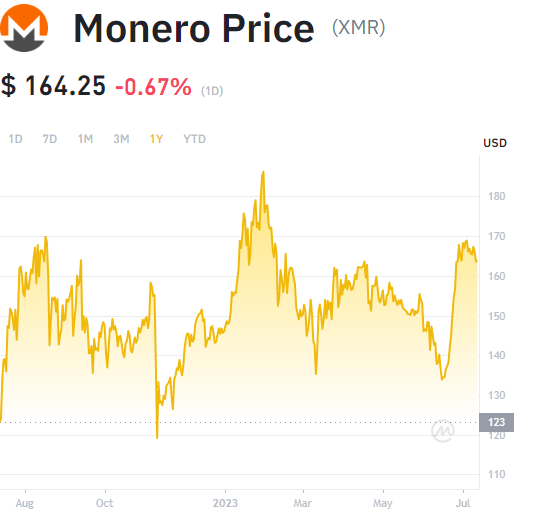 Monero Price (XMR)
$ 164.25 -0.67% (1D)
1D 7D 1M 3M 1Y YTD
USD
180
170
160
150
140
130
123
120
110
Aug Oct 2023 Mar May Jul